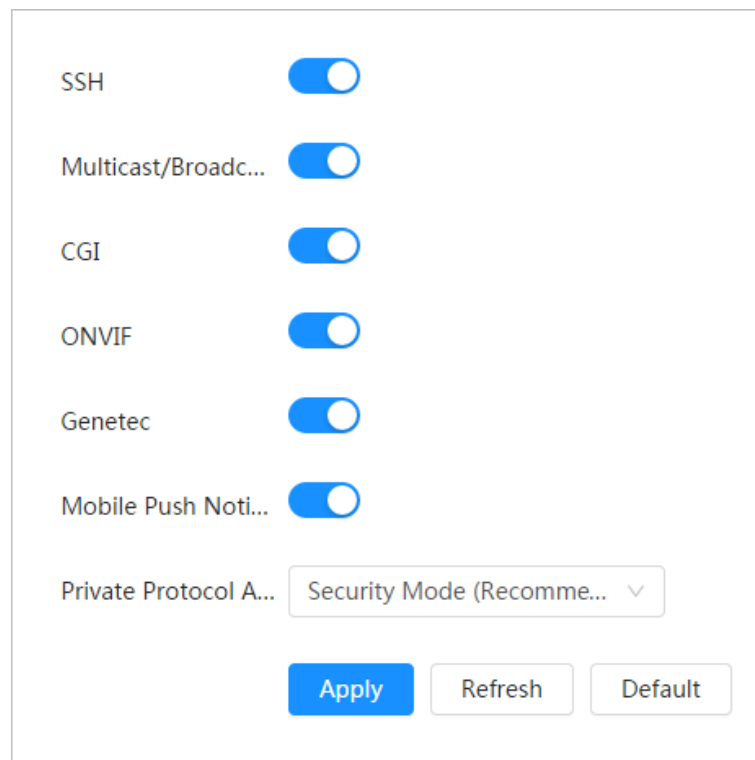 SSH
Multicast/Broadc...
CGI
ONVIF
Genetec
Mobile Push Noti...
Private Protocol A... Security Mode (Recomme...
Apply Refresh Default